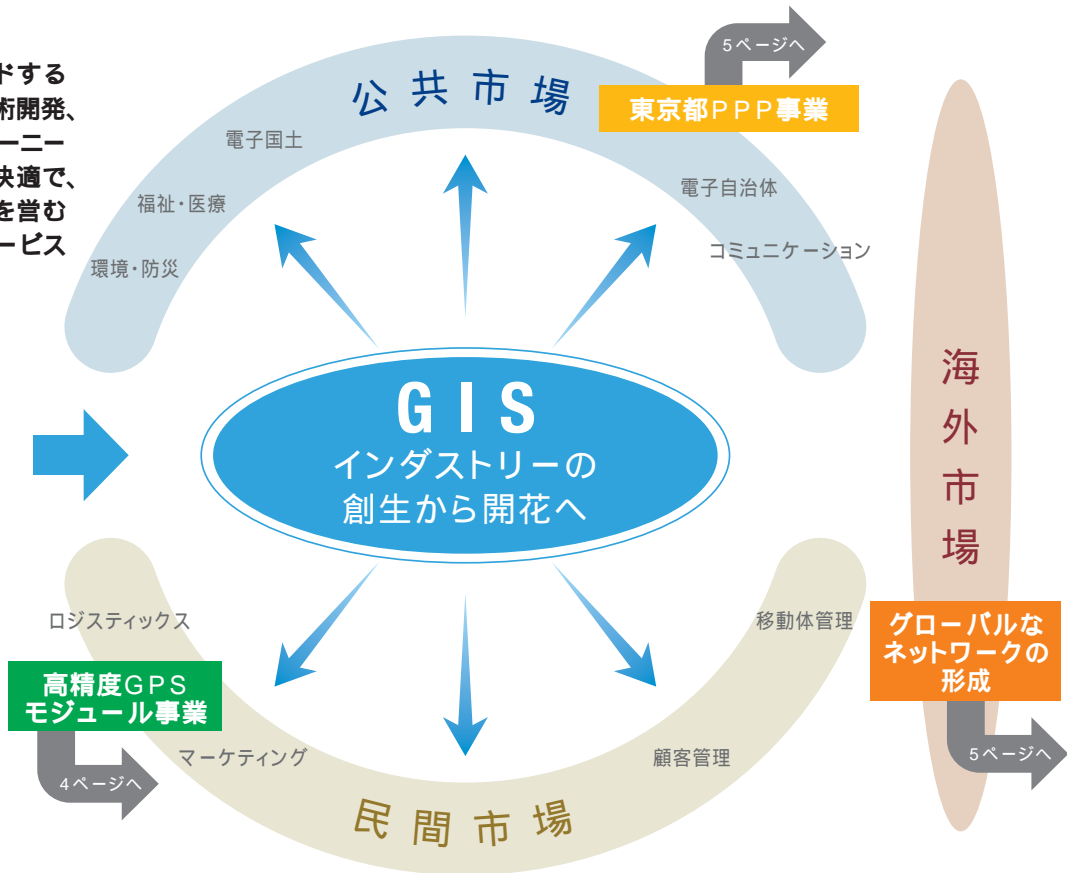 ドする
術開発、
ーニー
快適で、
を営む
ービス
5ページへ
公共市場
東京都PPP事業
電子国土
福祉・医療
環境・防災
電子自治体
コミュニケーション
GIS
インダストリーの
創生から開花へ
海外市場
ロジスティックス
高精度GPS
モジュール事業
4ページへ
マーケティング
移動体管理
顧客管理
民間市場
グローバルな
ネットワークの
形成
5ページへ